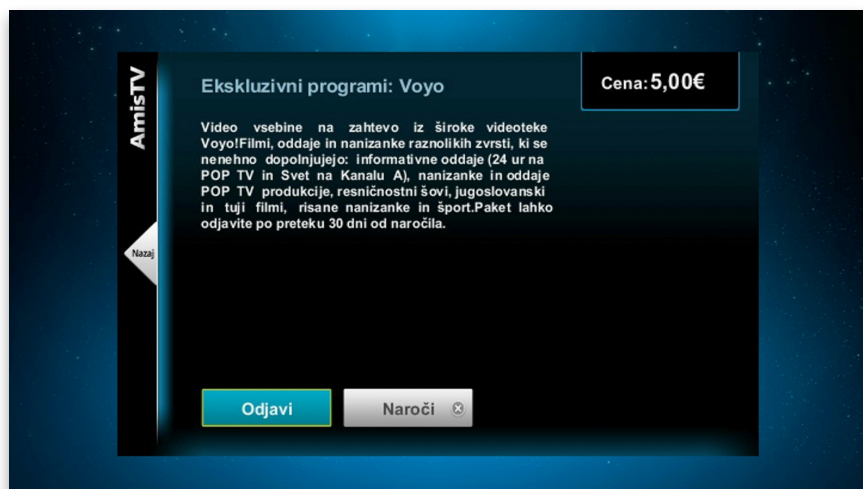 AmisTV
Ekskluzivni programi: Voyo
Cena: 5,00€
Video vsebine na zahtevo iz široke videoteke
Voyo!Filmi, oddaje in nanizanke raznolikih zvrsti, ki se
nenehno dopolnjujejo: informativne oddaje (24 ur na
POP TV in Svet na Kanalu A), nanizanke in oddaje
POP TV produkcije, resničnostni šovi, jugoslovanski
in tuji filmi, risane nanizanke in šport.Paket lahko
odjavite po preteku 30 dni od naročila.
Nazaj
Odjavi
Naroči